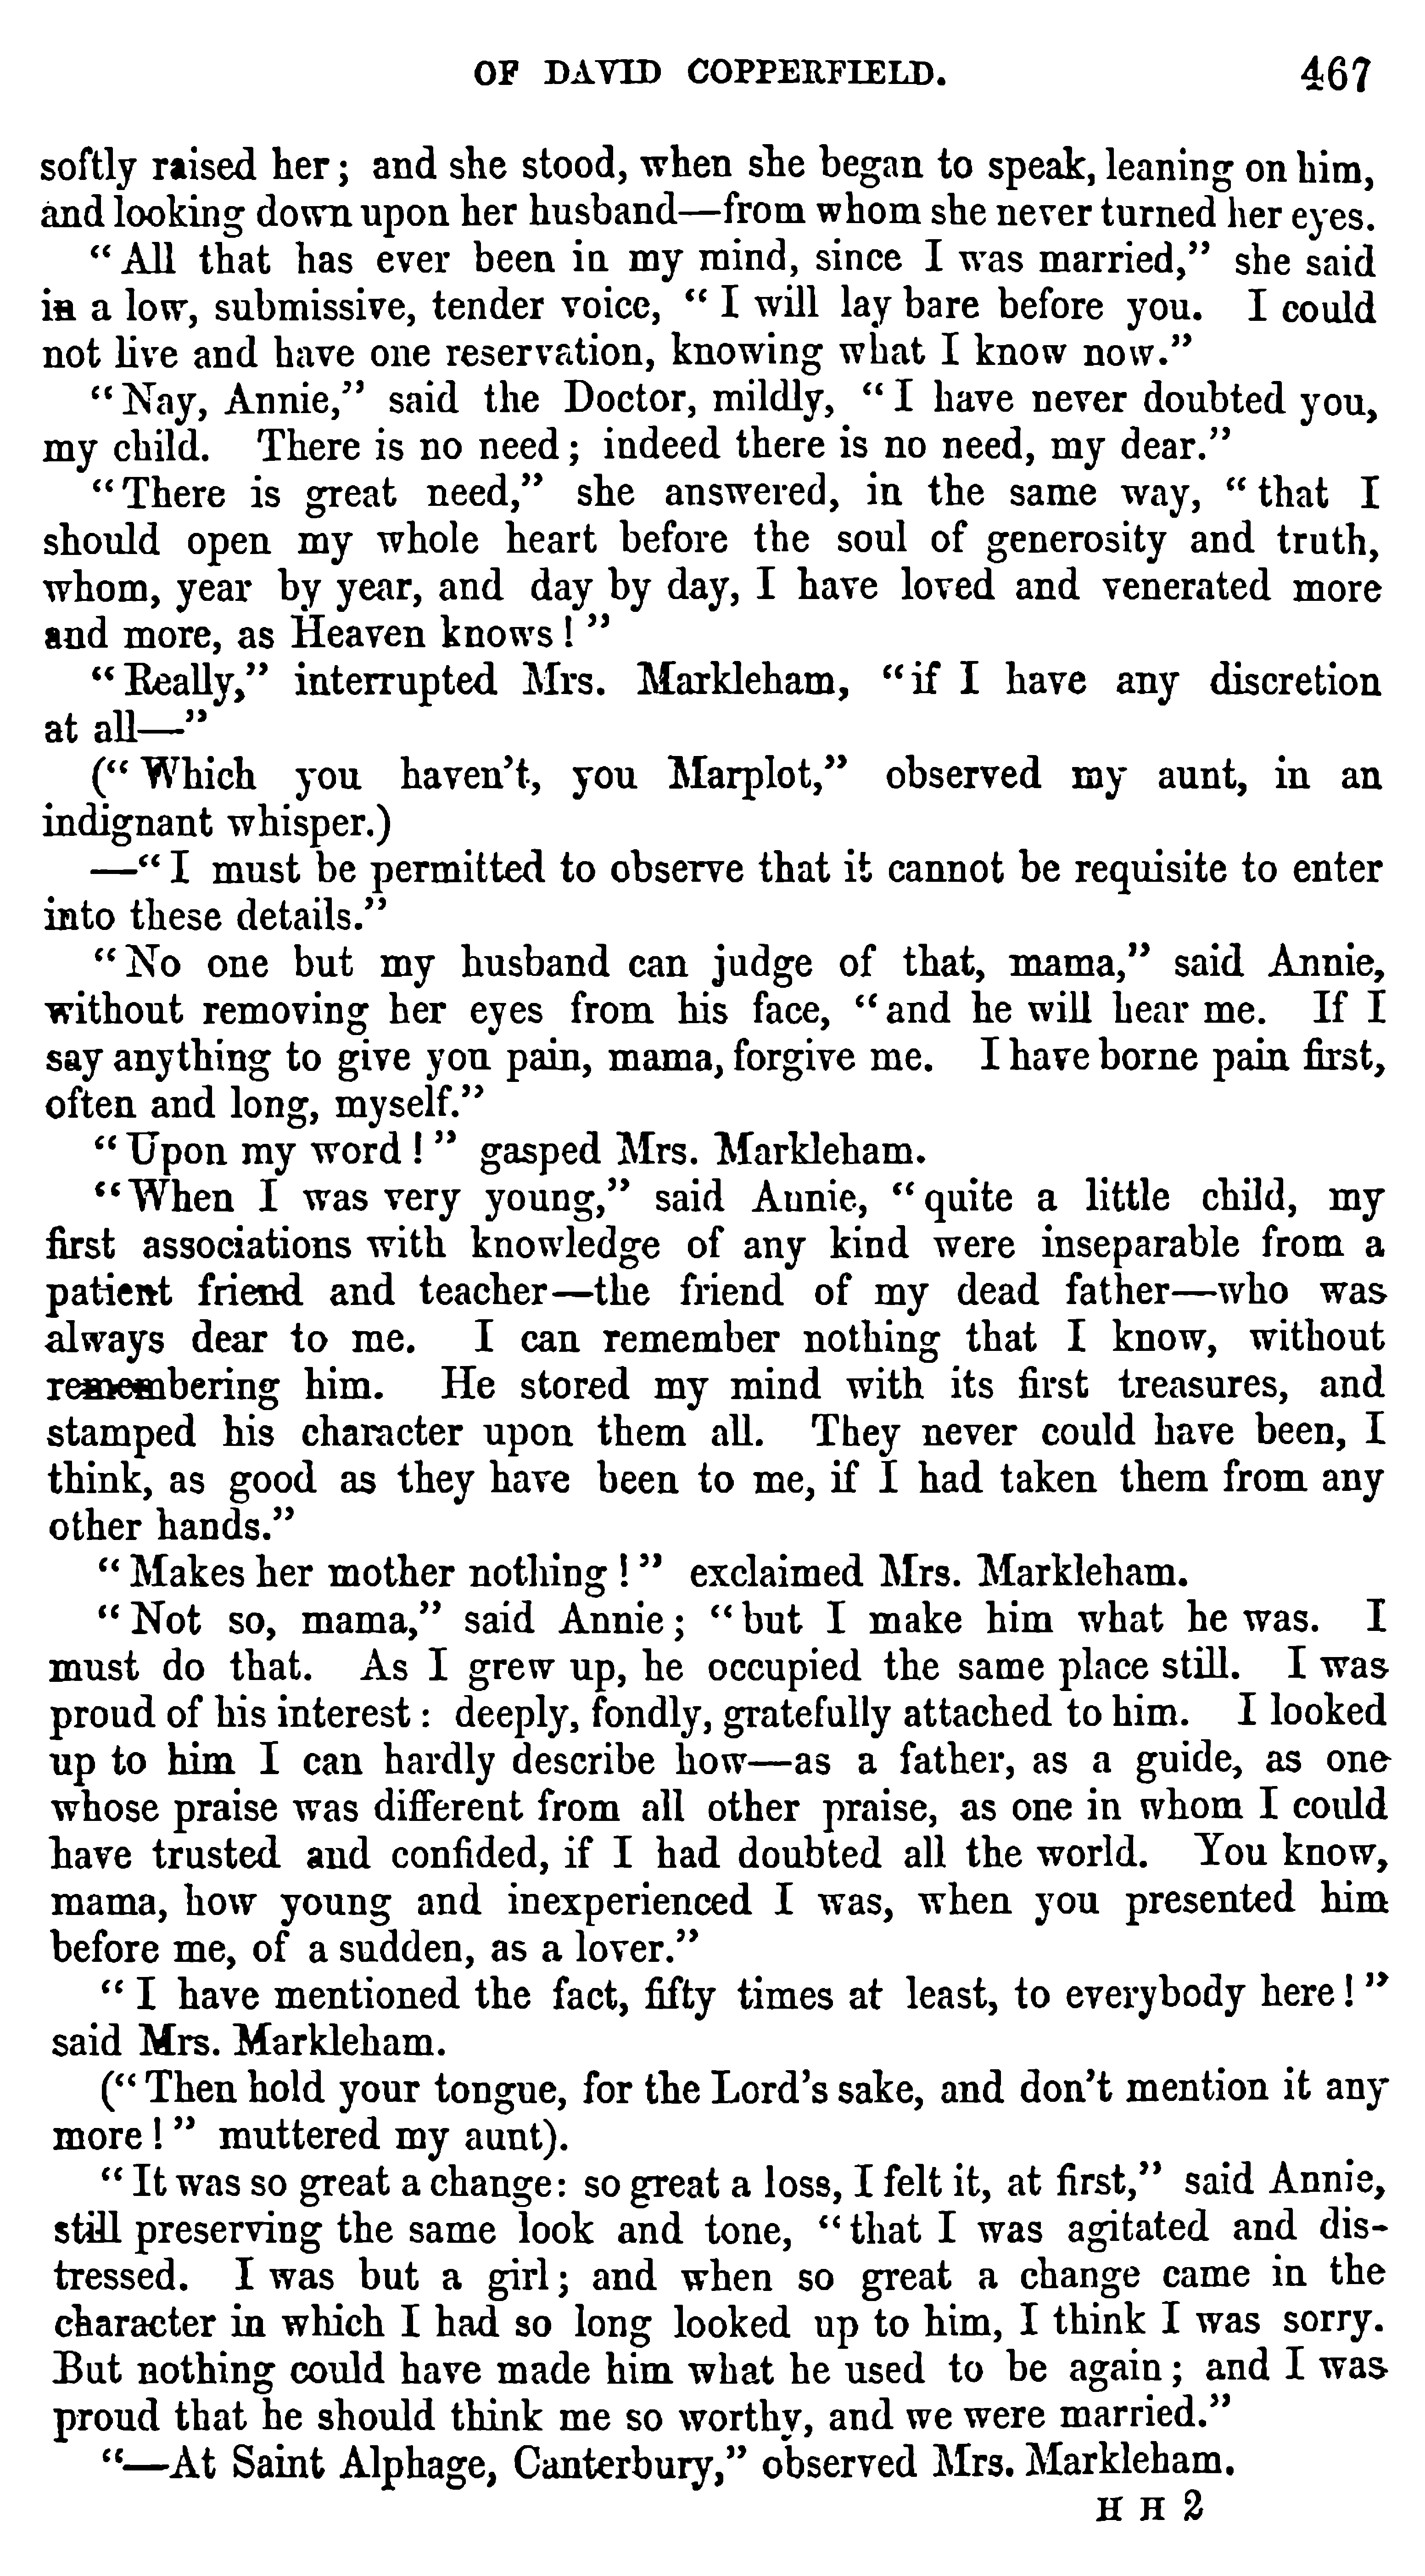 OF DAVID COPPERFIELD. 467
softly raised her; and she stood, when she began to speak, leaning on him,
and looking down upon her husband—from whom she never turned her eyes.
“All that has ever been in my mind, since I was married,” she said
in a low, submissive, tender voice, “I will lay bare before you. I could
not live and have one reservation, knowing what I know now.”
“Nay, Annie,” said the Doctor, mildly, “I have never doubted you,
my child. There is no need; indeed there is no need, my dear.”
“There is great need,” she answered, in the same way, “that I
should open my whole heart before the soul of generosity and truth,
whom, year by year, and day by day, I have loved and venerated more
and more, as Heaven knows!”
“Really,” interrupted Mrs. Markleham, “if I have any discretion
at all—”
(“Which you haven’t, you Marplot,” observed my aunt, in an
indignant whisper.)
—“I must be permitted to observe that it cannot be requisite to enter
into these details.”
“No one but my husband can judge of that, mama,” said Annie,
without removing her eyes from his face, “and he will hear me. If I
say anything to give you pain, mama, forgive me. I have borne pain first,
often and long, myself.”
“Upon my word!” gasped Mrs. Markleham.
“When I was very young,” said Annie, “quite a little child, my
first associations with knowledge of any kind were inseparable from a
patient friend and teacher—the friend of my dead father—who was
always dear to me. I can remember nothing that I know, without
remembering him. He stored my mind with its first treasures, and
stamped his character upon them all. They never could have been, I
think, as good as they have been to me, if I had taken them from any
other hands.”
“Makes her mother nothing!” exclaimed Mrs. Markleham.
“Not so, mama,” said Annie; “but I make him what he was. I
must do that. As I grew up, he occupied the same place still. I was
proud of his interest: deeply, fondly, gratefully attached to him. I looked
up to him I can hardly describe how—as a father, as a guide, as one
whose praise was different from all other praise, as one in whom I could
have trusted and confided, if I had doubted all the world. You know,
mama, how young and inexperienced I was, when you presented him
before me, of a sudden, as a lover.”
“I have mentioned the fact, fifty times at least, to everybody here!”
said Mrs. Markleham.
(“Then hold your tongue, for the Lord’s sake, and don’t mention it any
more!” muttered my aunt).
“It was so great a change: so great a loss, I felt it, at first,” said Annie,
still preserving the same look and tone, “that I was agitated and dis-
tressed. I was but a girl; and when so great a change came in the
character in which I had so long looked up to him, I think I was sorry.
But nothing could have made him what he used to be again; and I was
proud that he should think me so worthy, and we were married.”
“—At Saint Alphage, Canterbury,” observed Mrs. Markleham.
H H 2